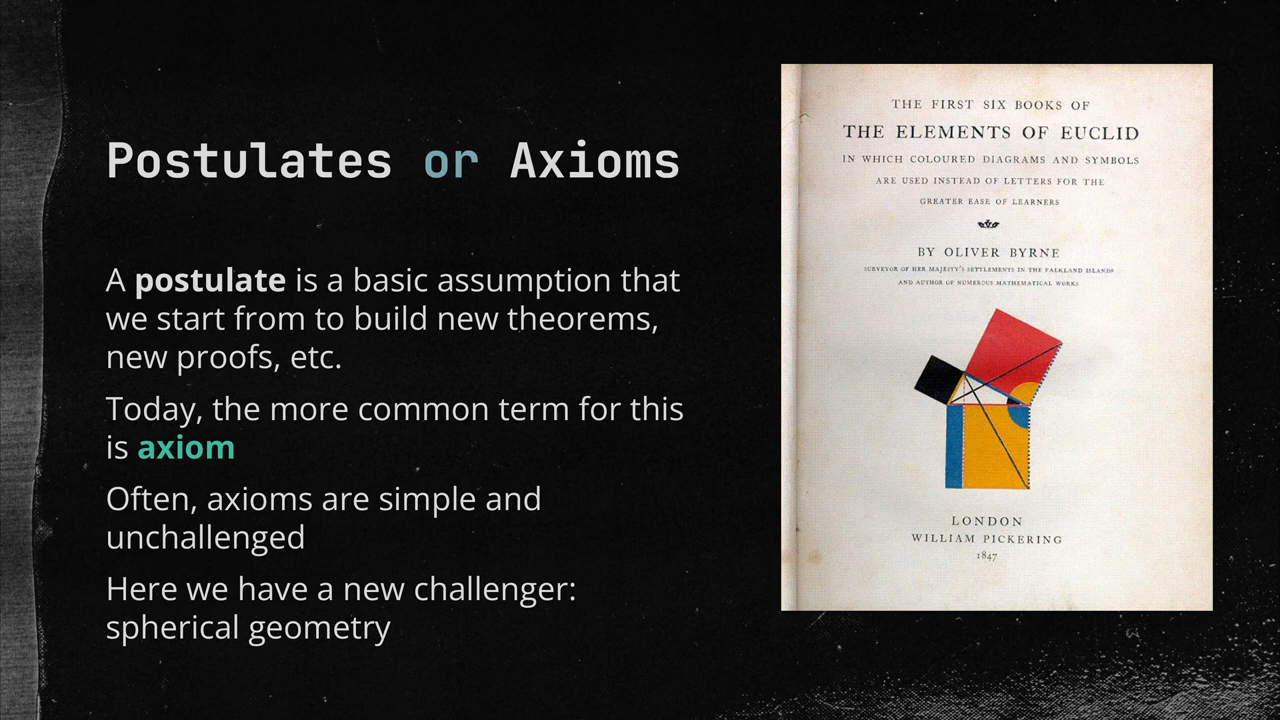 Postulates or Axioms
A postulate is a basic assumption that
we start from to build new theorems,
new proofs, etc.
Today, the more common term for this
is axiom
Often, axioms are simple and
unchallenged
Here we have a new challenger:
spherical geometry
THE FIRST SIX BOOKS OF
THE ELEMENTS OF EUCLID
IN WHICH COLOURED DIAGRAMS AND SYMBOLS
ARE USED INSTEAD OF LETTERS FOR THE
GREATER EASE OF LEARNERS
BY OLIVER BYRNE
SURVEYOR OF HER MAJESTY'S SETTLEMENTS IN THE FALKLAND ISLANDS
AND AUTHOR OF NUMEROUS MATHEMATICAL WORKS
LONDON
WILLIAM PICKERING
1847